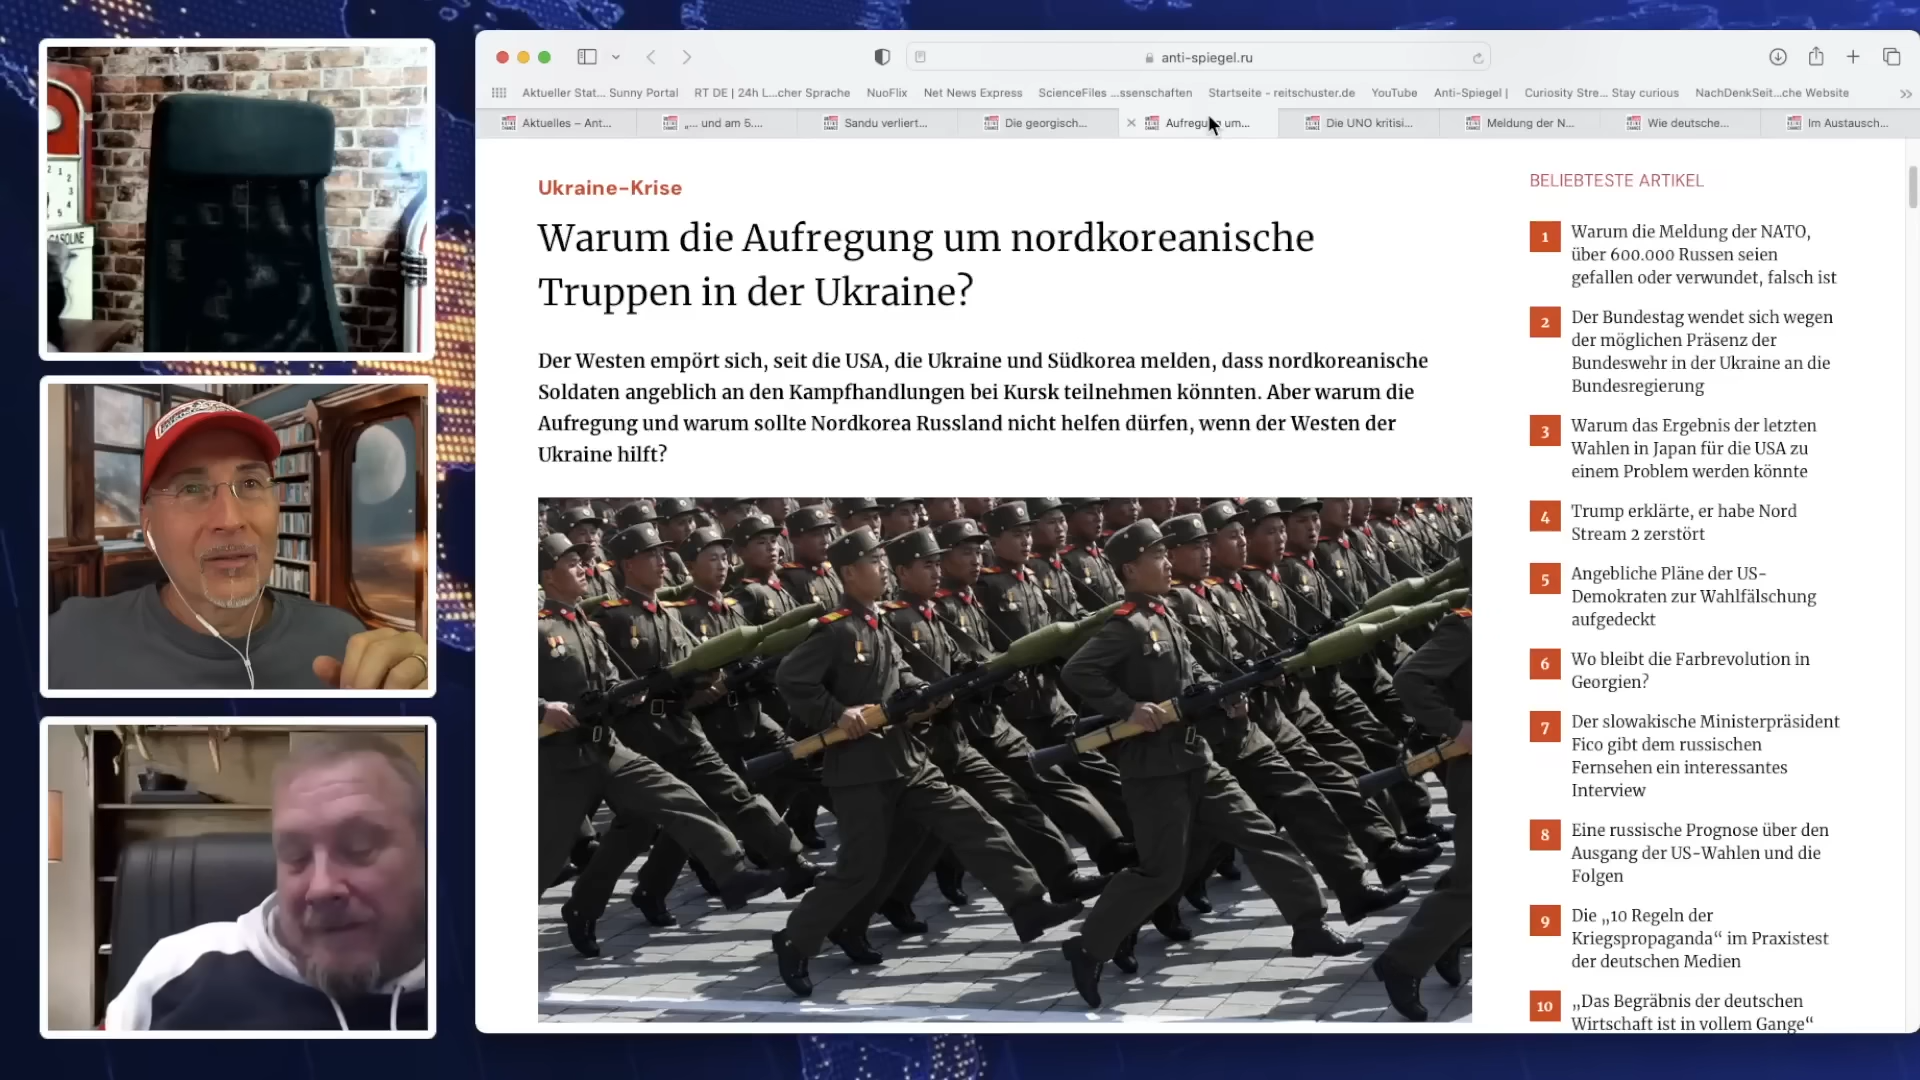 GASOLINE
anti-spiegel.ru
Aktueller Stat... Sunny Portal
RT DE | 24h L...cher Sprache
NuoFlix
Net News Express
ScienceFiles ...ssenschaften
Startseite - reitschuster.de
YouTube
Anti-Spiegel |
Curiosity Stre... Stay curious
NachDenkSeit...che Website
Aktuelles – Ant...
„... und am 5....
Sandu verliert...
Die georgisch...
Aufregung um...
Die UNO kritisi...
Meldung der N...
Wie deutsche...
Im Austausch...
Ukraine-Krise
Warum die Aufregung um nordkoreanische
Truppen in der Ukraine?
Der Westen empört sich, seit die USA, die Ukraine und Südkorea melden, dass nordkoreanische
Soldaten angeblich an den Kampfhandlungen bei Kursk teilnehmen könnten. Aber warum die
Aufregung und warum sollte Nordkorea Russland nicht helfen dürfen, wenn der Westen der
Ukraine hilft?
BELIEBTESTE ARTIKEL
1 Warum die Meldung der NATO,
über 600.000 Russen seien
gefallen oder verwundet, falsch ist
2 Der Bundestag wendet sich wegen
der möglichen Präsenz der
Bundeswehr in der Ukraine an die
Bundesregierung
3 Warum das Ergebnis der letzten
Wahlen in Japan für die USA zu
einem Problem werden könnte
4 Trump erklärte, er habe Nord
Stream 2 zerstört
5 Angebliche Pläne der US-
Demokraten zur Wahlfälschung
aufgedeckt
6 Wo bleibt die Farbrevolution in
Georgien?
7 Der slowakische Ministerpräsident
Fico gibt dem russischen
Fernsehen ein interessantes
Interview
8 Eine russische Prognose über den
Ausgang der US-Wahlen und die
Folgen
9 Die „10 Regeln der
Kriegspropaganda“ im Praxistest
der deutschen Medien
10 „Das Begräbnis der deutschen
Wirtschaft ist in vollem Gange“